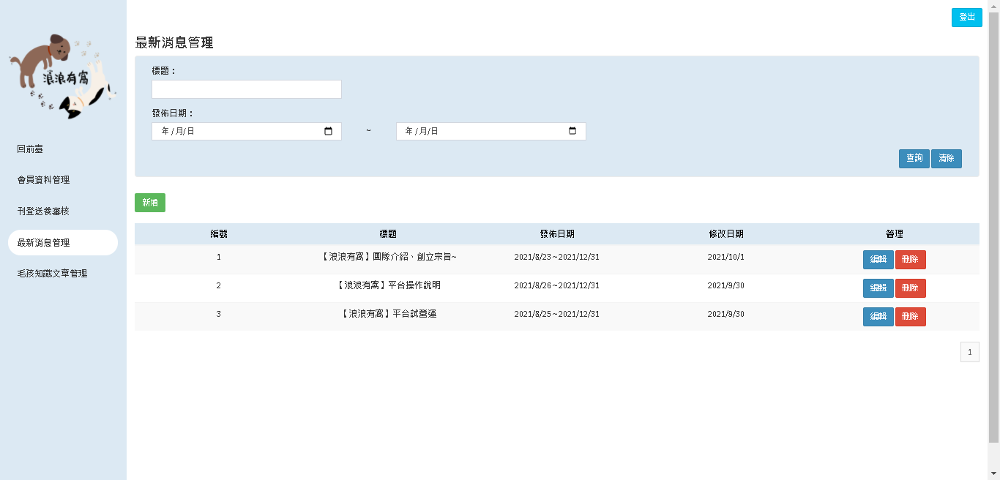 登出
浪浪有窩
回前臺
會員資料管理
刊登送養審核
最新消息管理
毛孩知識文章管理
最新消息管理
標題：
發佈日期：
年 /月/日 ~ 年 /月/日
查詢 清除
新增
編號 標題 發佈日期 修改日期 管理
1 【浪浪有窩】團隊介紹、創立宗旨~ 2021/8/23 ~ 2021/12/31 2021/10/1 編輯 刪除
2 【浪浪有窩】平台操作說明 2021/8/26 ~ 2021/12/31 2021/9/30 編輯 刪除
3 【浪浪有窩】平台試營運 2021/8/25 ~ 2021/12/31 2021/9/30 編輯 刪除
1